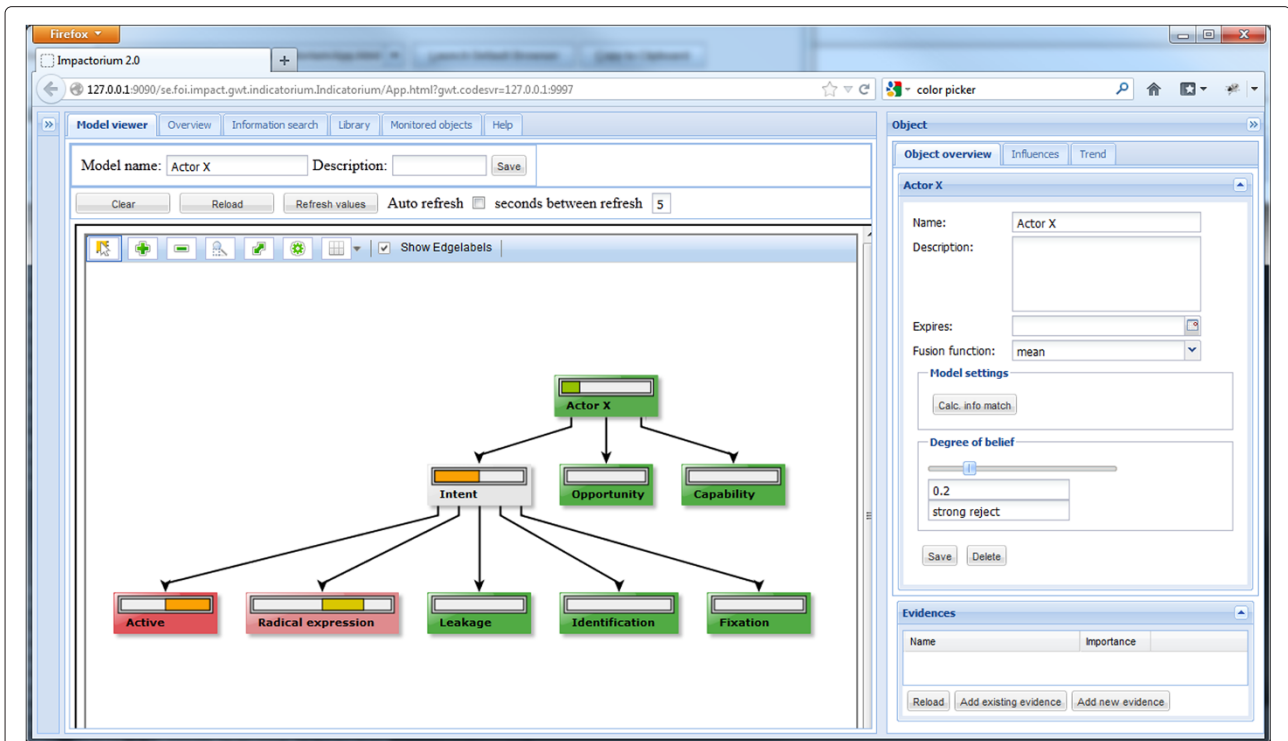 Firefox
Impactorium 2.0
127.0.0.1:9090/se.foi.impact.gwt.indicatorium.Indicatorium/App.html?gwt.codesvr=127.0.0.1:9997
color picker
Model viewer Overview Information search Library Monitored objects Help
Model name: Actor X Description: Save
Clear Reload Refresh values Auto refresh seconds between refresh 5
Show Edgelabels
Actor X
Intent Opportunity Capability
Active Radical expression Leakage Identification Fixation
Object
Object overview Influences Trend
Actor X
Name: Actor X
Description:
Expires:
Fusion function: mean
Model settings
Calc. info match
Degree of belief
0.2
strong reject
Save Delete
Evidences
Name Importance
Reload Add existing evidence Add new evidence